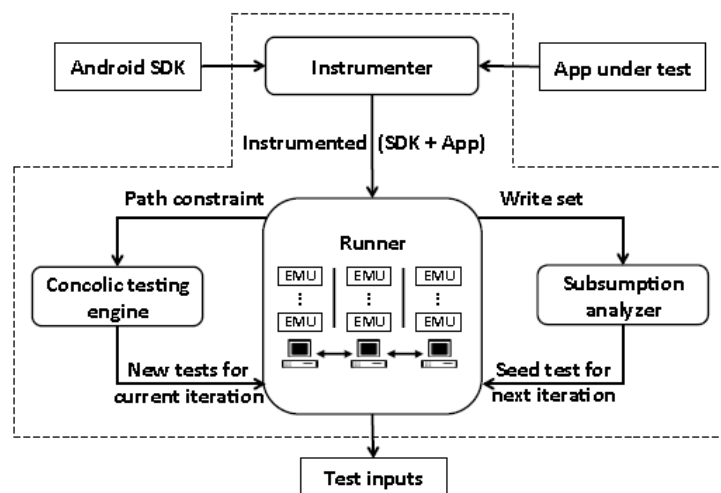 Android SDK
Instrumenter
App under test
Instrumented (SDK + App)
Path constraint
Write set
Runner
EMU EMU EMU
EMU EMU EMU
Concolic testing
engine
Subsumption
analyzer
New tests for
current iteration
Seed test for
next iteration
Test inputs